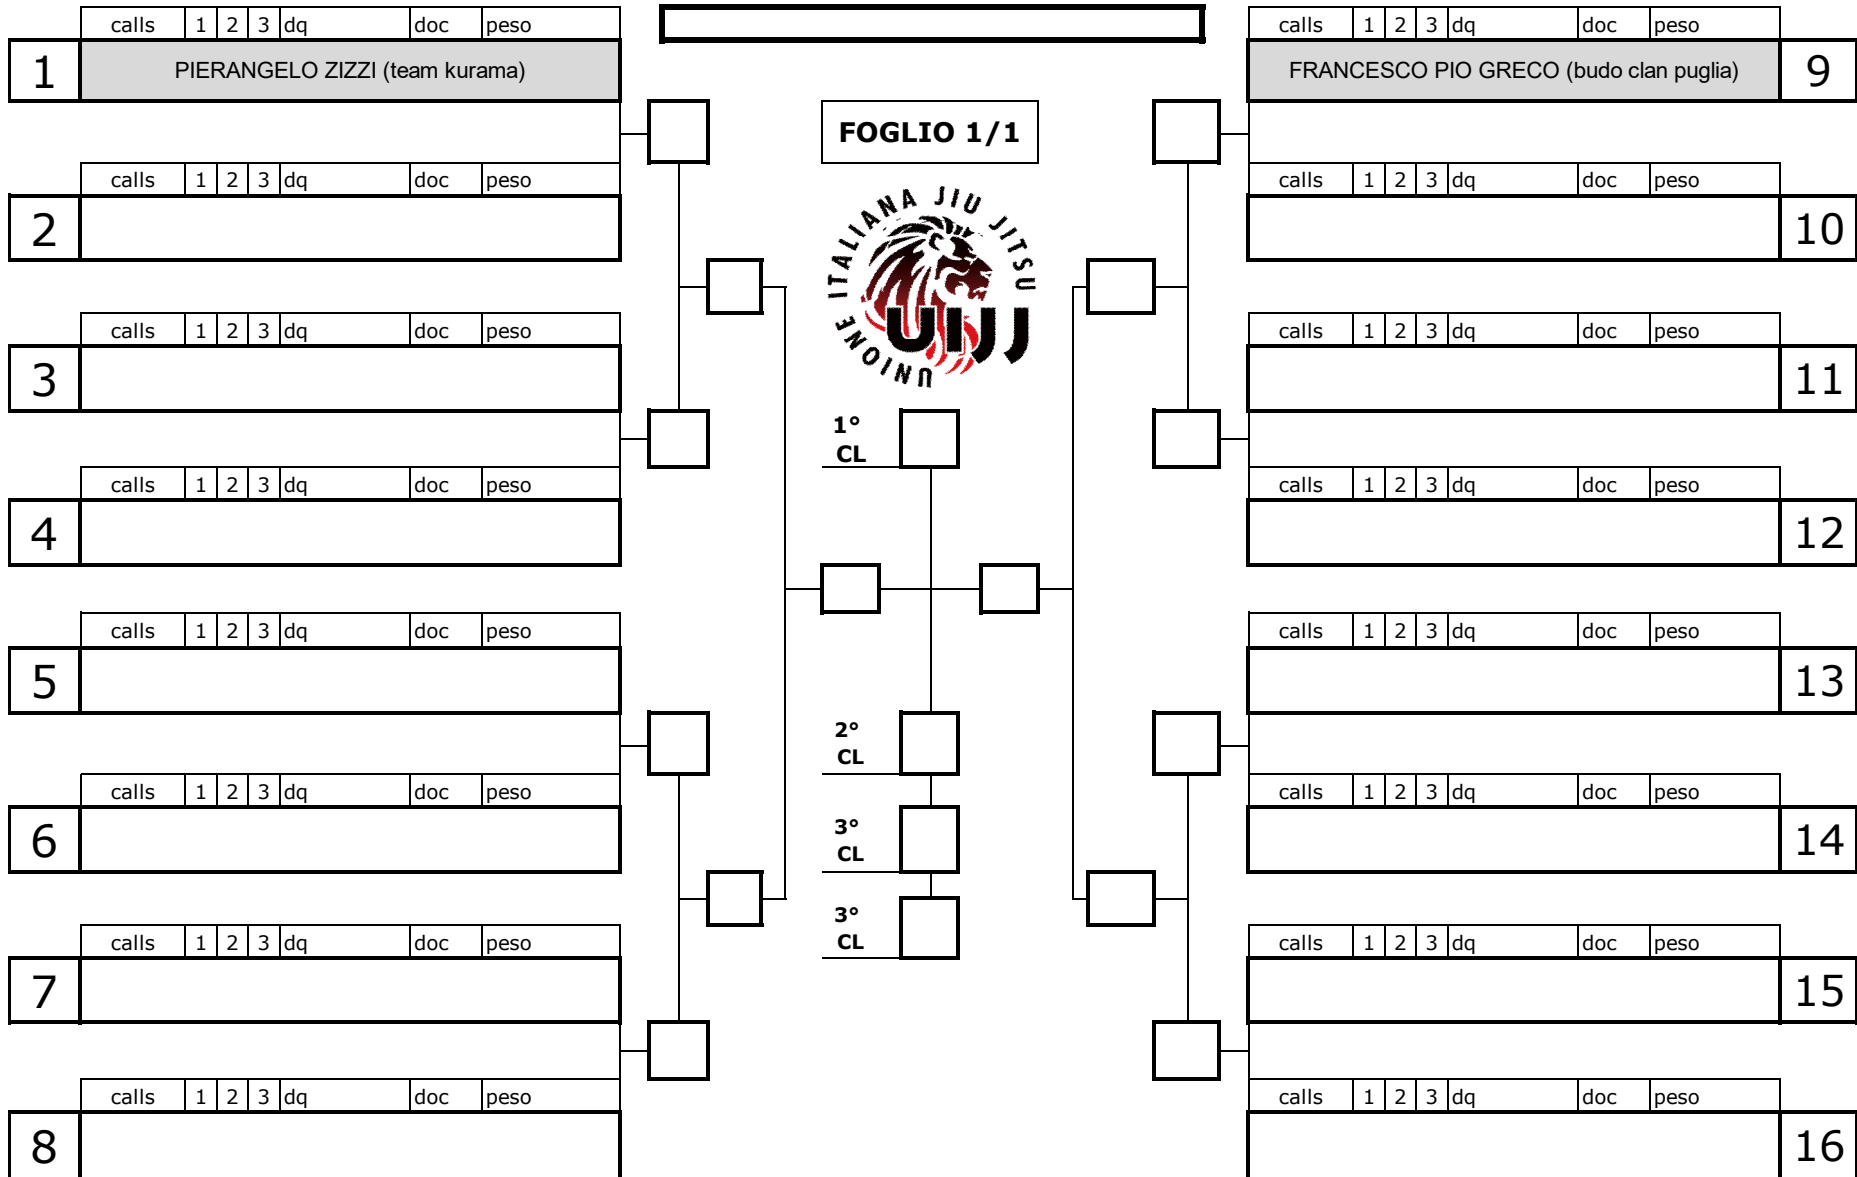 calls 1 2 3 dq doc peso
1 PIERANGELO ZIZZI (team kurama)
calls 1 2 3 dq doc peso
2
calls 1 2 3 dq doc peso
3
calls 1 2 3 dq doc peso
4
calls 1 2 3 dq doc peso
5
calls 1 2 3 dq doc peso
6
calls 1 2 3 dq doc peso
7
calls 1 2 3 dq doc peso
8
FOGLIO 1/1
UNIONE ITALIANA JIU JITSU
UIJJ
1°
CL
2°
CL
3°
CL
3°
CL
calls 1 2 3 dq doc peso
FRANCESCO PIO GRECO (budo clan puglia) 9
calls 1 2 3 dq doc peso
10
calls 1 2 3 dq doc peso
11
calls 1 2 3 dq doc peso
12
calls 1 2 3 dq doc peso
13
calls 1 2 3 dq doc peso
14
calls 1 2 3 dq doc peso
15
calls 1 2 3 dq doc peso
16